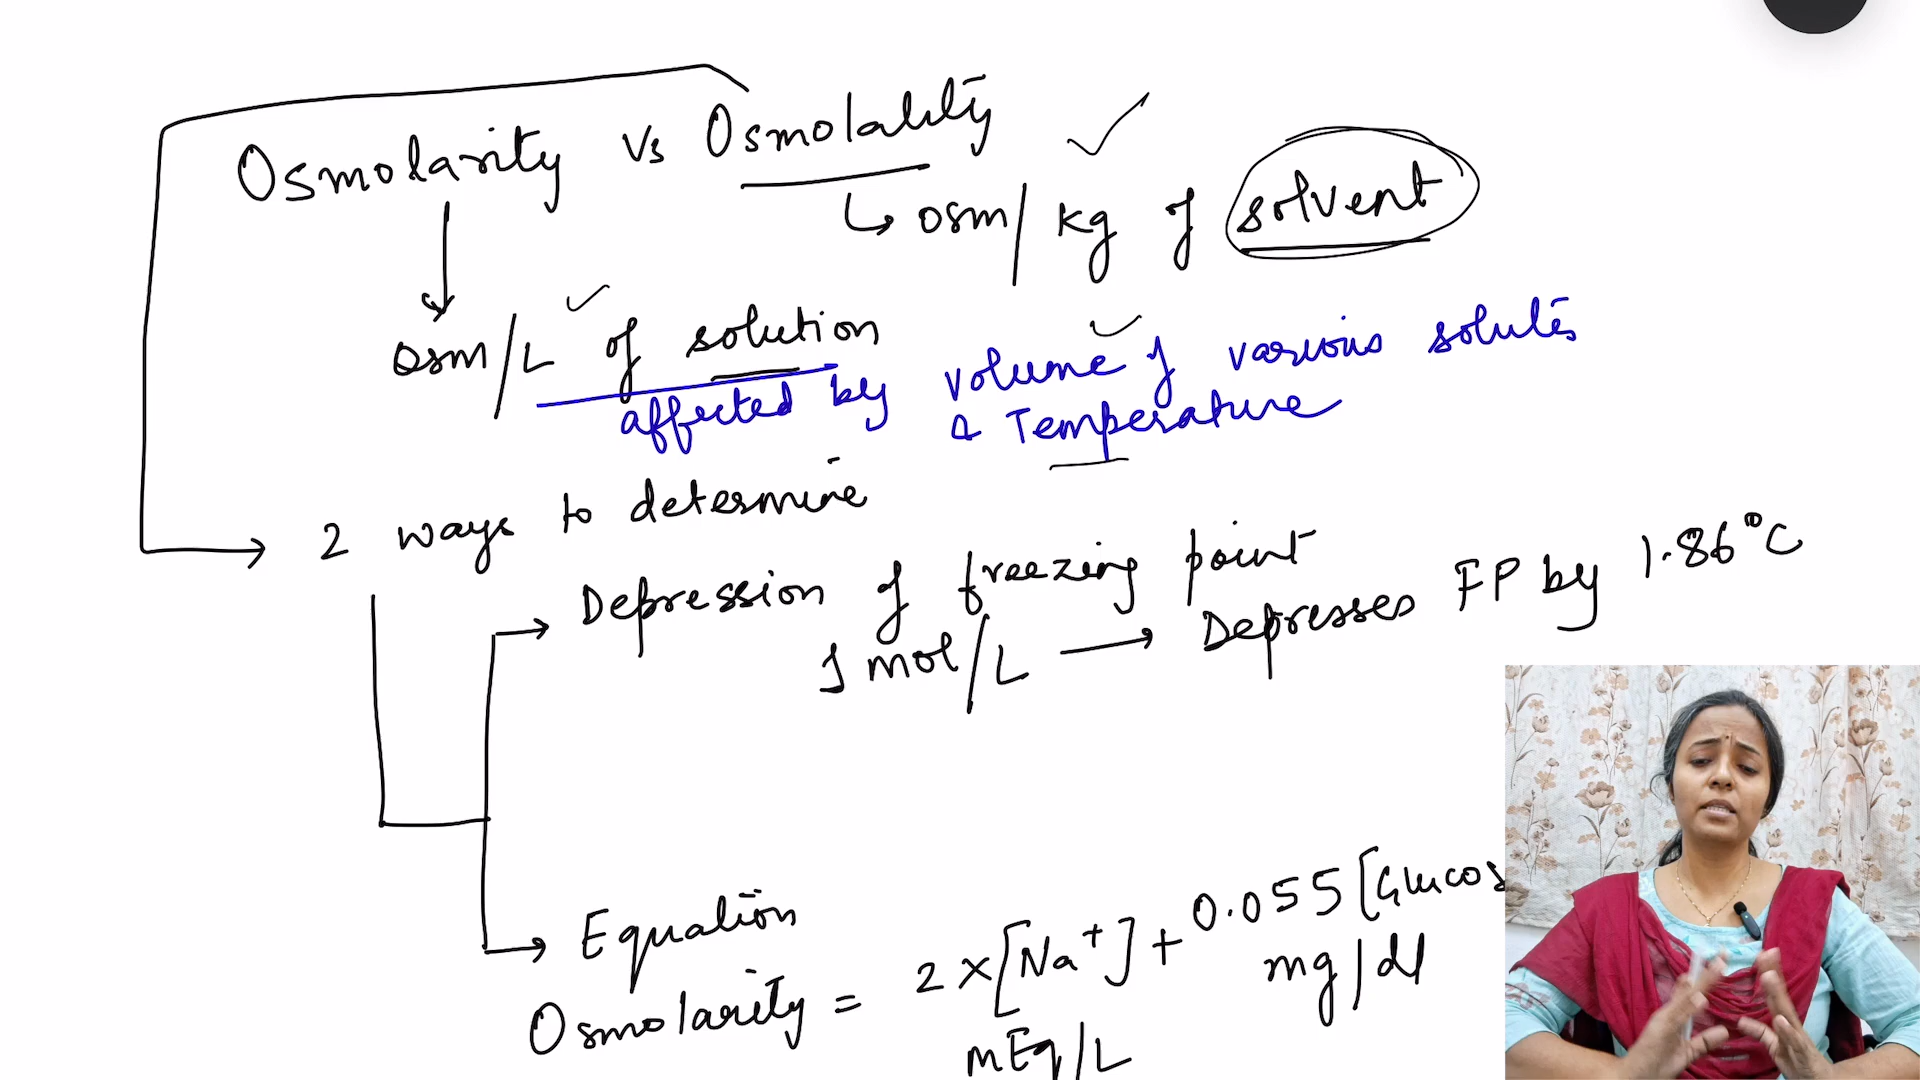 Osmolarity Vs Osmolality
↳ osm/kg of solvent
osm/L of solution
affected by volume of various solutes
& Temperature
2 ways to determine
Depression of freezing point
1 mol/L → Depresses FP by 1.86°C
Equation
Osmolarity = 2 × [Na+] + 0.055 [Glucos
mEq/L mg/dl